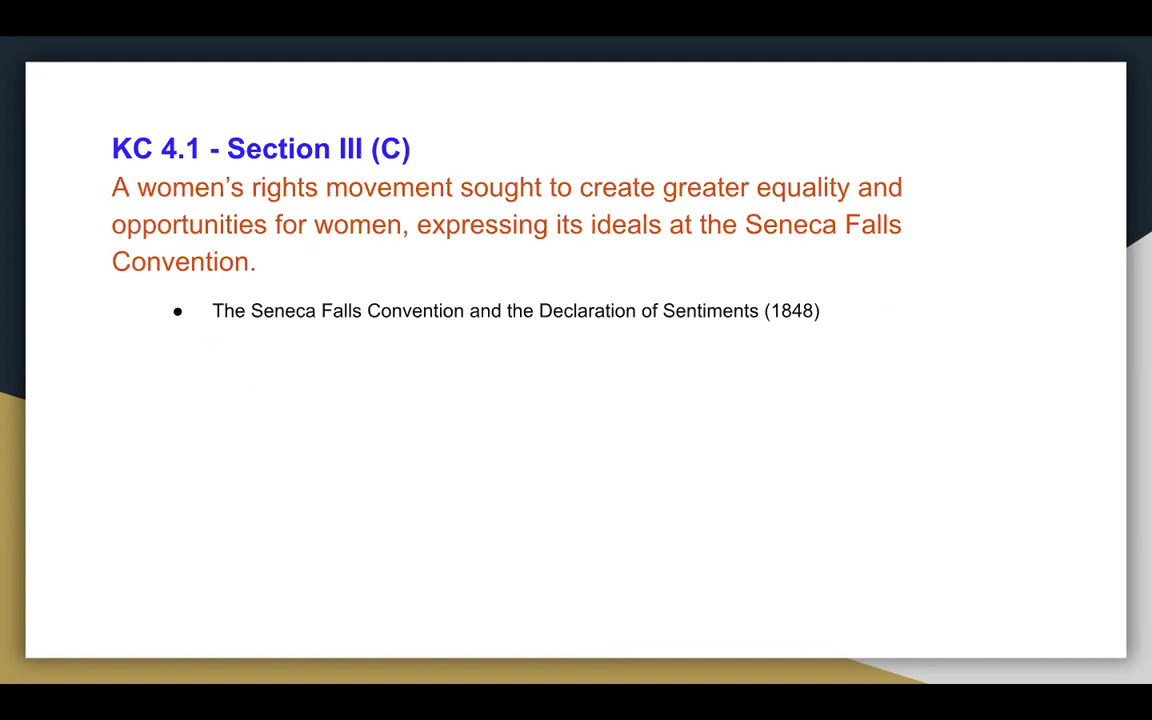 KC 4.1 - Section III (C)
A women’s rights movement sought to create greater equality and
opportunities for women, expressing its ideals at the Seneca Falls
Convention.
● The Seneca Falls Convention and the Declaration of Sentiments (1848)